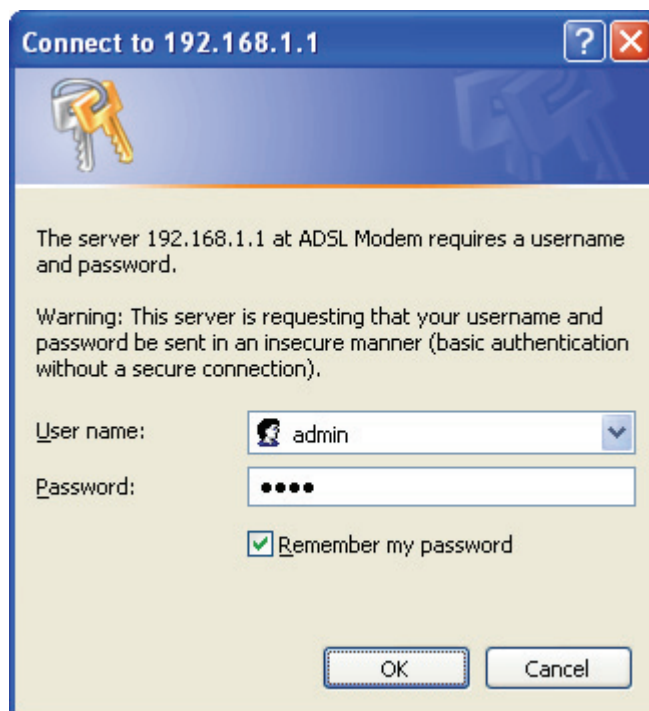 Connect to 192.168.1.1
?
The server 192.168.1.1 at ADSL Modem requires a username
and password.
Warning: This server is requesting that your username and
password be sent in an insecure manner (basic authentication
without a secure connection).
User name:
admin
Password:
••••
Remember my password
OK
Cancel